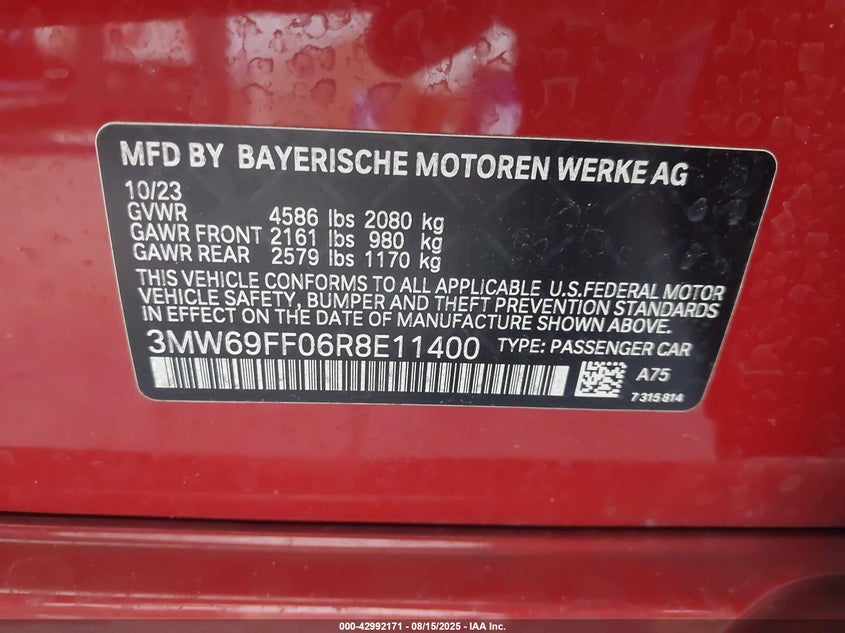 MFD BY BAYERISCHE MOTOREN WERKE AG
10/23
GVWR 4586 lbs 2080 kg
GAWR FRONT 2161 lbs 980 kg
GAWR REAR 2579 lbs 1170 kg
THIS VEHICLE CONFORMS TO ALL APPLICABLE U.S.FEDERAL MOTOR
VEHICLE SAFETY, BUMPER AND THEFT PREVENTION STANDARDS
IN EFFECT ON THE DATE OF MANUFACTURE SHOWN ABOVE.
3MW69FF06R8E11400 TYPE: PASSENGER CAR
A75
7 315 814
000-42992171 - 08/15/2025 - IAA Inc.